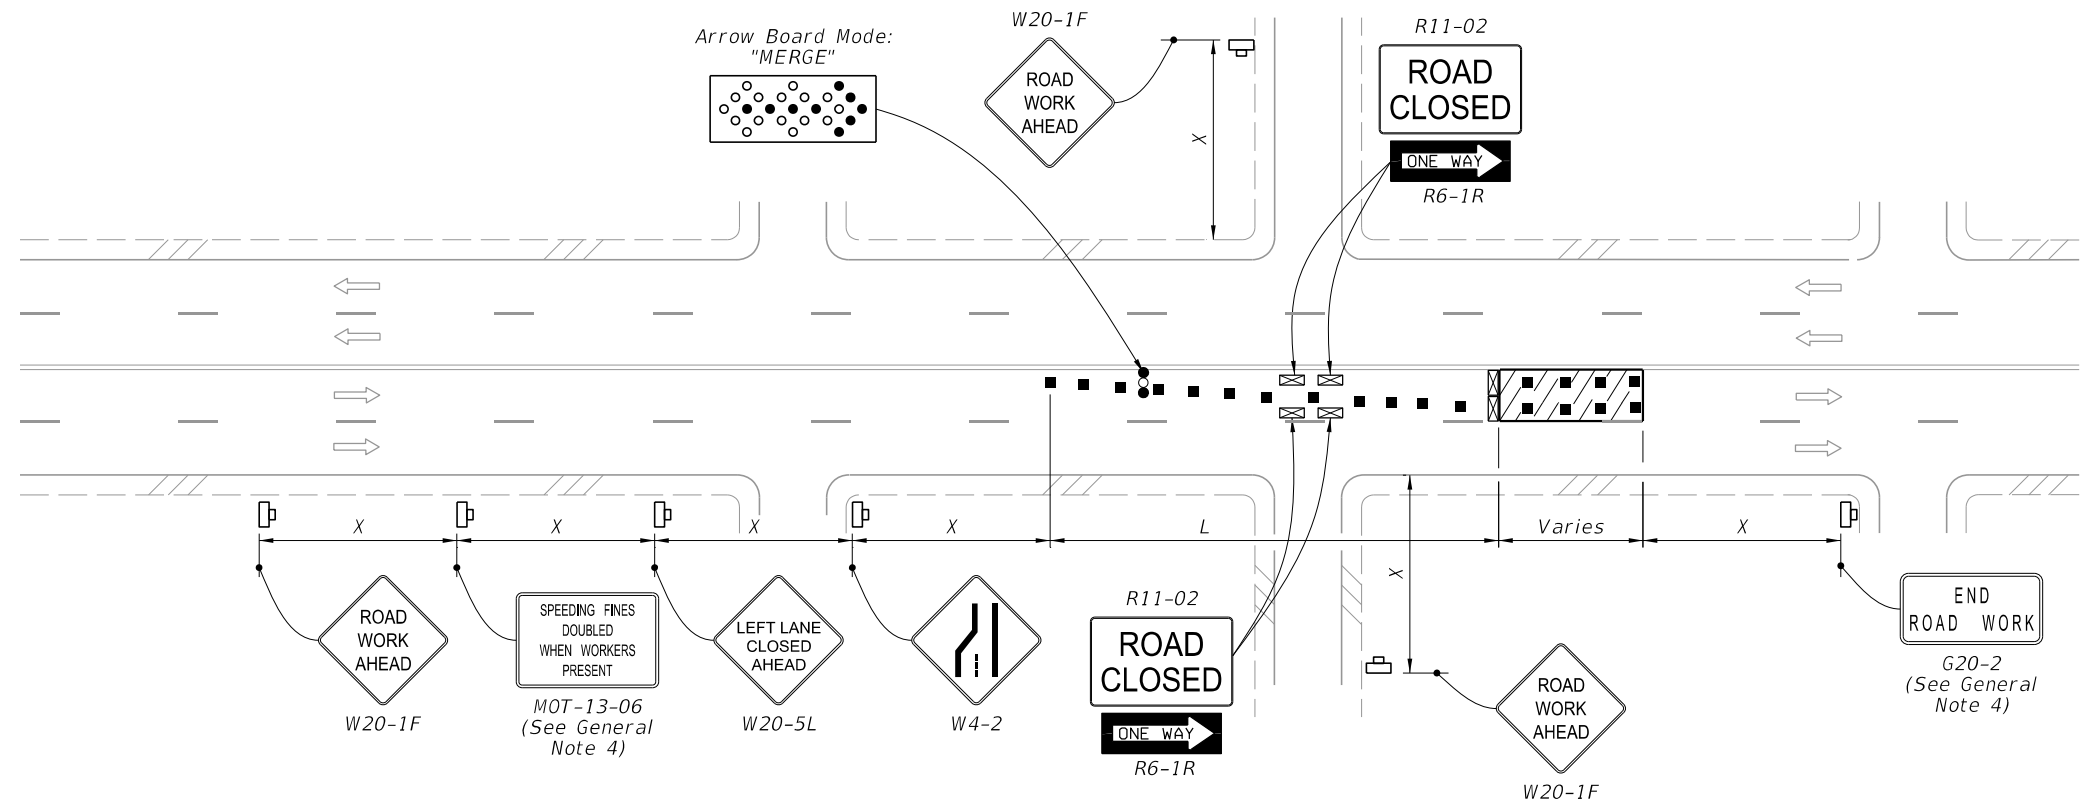 Arrow Board Mode:
"MERGE"
W20-1F
ROAD
WORK
AHEAD
X
R11-02
ROAD
CLOSED
ONE WAY
R6-1R
X
X
X
X
L
Varies
X
X
ROAD
WORK
AHEAD
W20-1F
SPEEDING FINES
DOUBLED
WHEN WORKERS
PRESENT
MOT-13-06
(See General
Note 4)
LEFT LANE
CLOSED
AHEAD
W20-5L
W4-2
R11-02
ROAD
CLOSED
ONE WAY
R6-1R
ROAD
WORK
AHEAD
W20-1F
END
ROAD WORK
G20-2
(See General
Note 4)